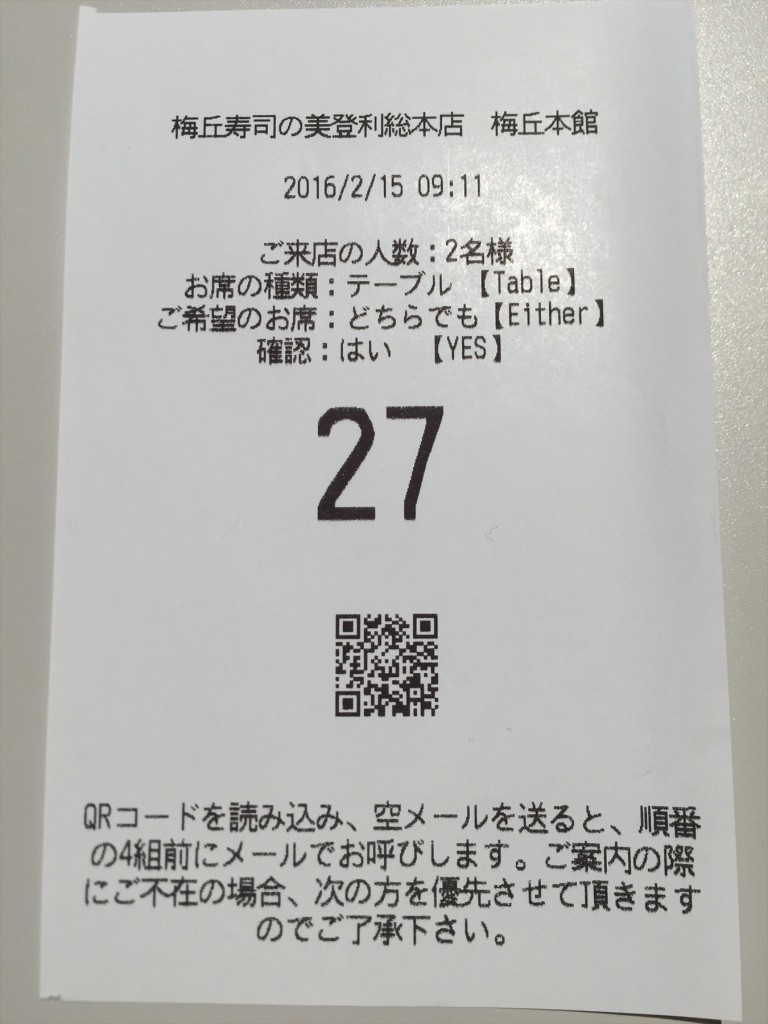 梅丘寿司の美登利総本店　梅丘本館
2016/2/15 09:11
ご来店の人数：2名様
お席の種類：テーブル 【Table】
ご希望のお席：どちらでも【Either】
確認：はい　【YES】
27
QRコードを読み込み、空メールを送ると、順番
の4組前にメールでお呼びします。ご案内の際
にご不在の場合、次の方を優先させて頂きます
のでご了承下さい。